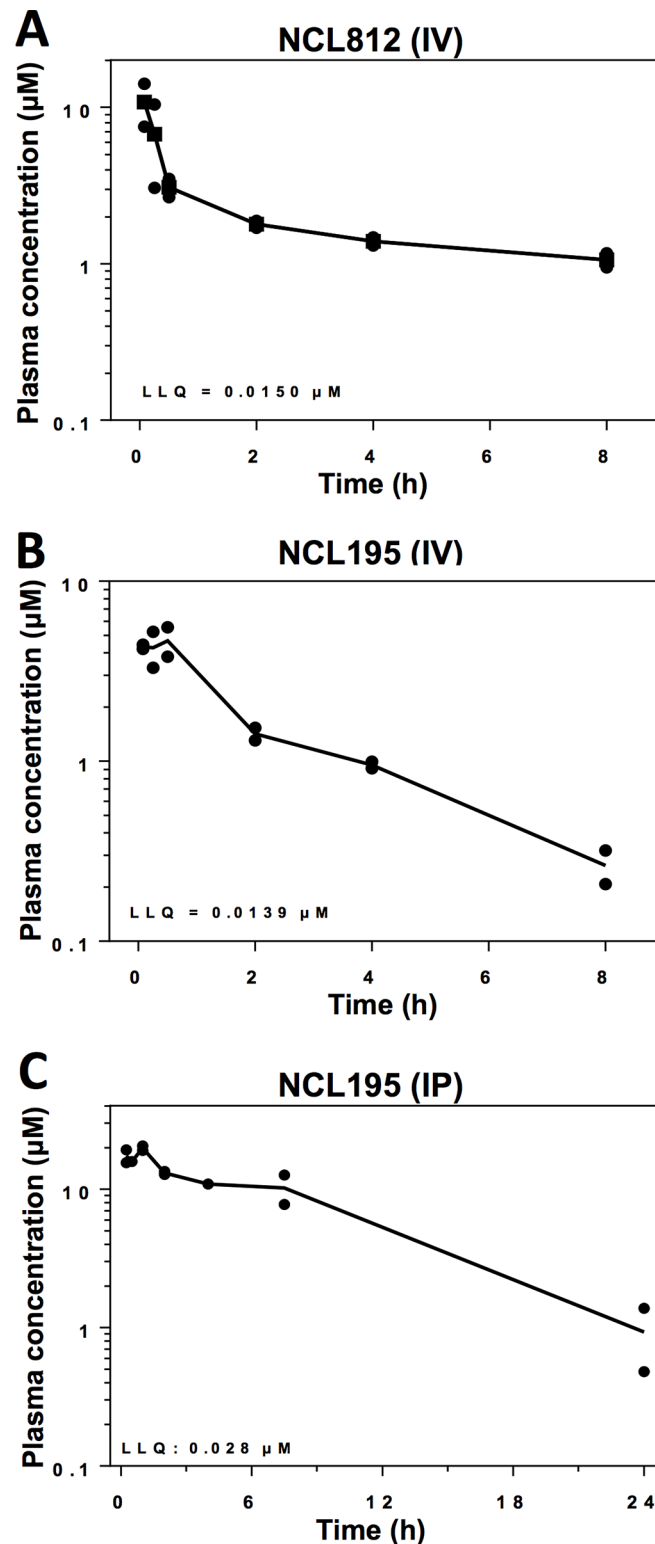 A
NCL812 (IV)
Plasma concentration (µM)
10
1
0.1
LLQ = 0.0150 µM
0 2 4 6 8
Time (h)
B
NCL195 (IV)
Plasma concentration (µM)
10
1
0.1
LLQ = 0.0139 µM
0 2 4 6 8
Time (h)
C
NCL195 (IP)
Plasma concentration (µM)
10
1
0.1
LLQ: 0.028 µM
0 6 12 18 24
Time (h)